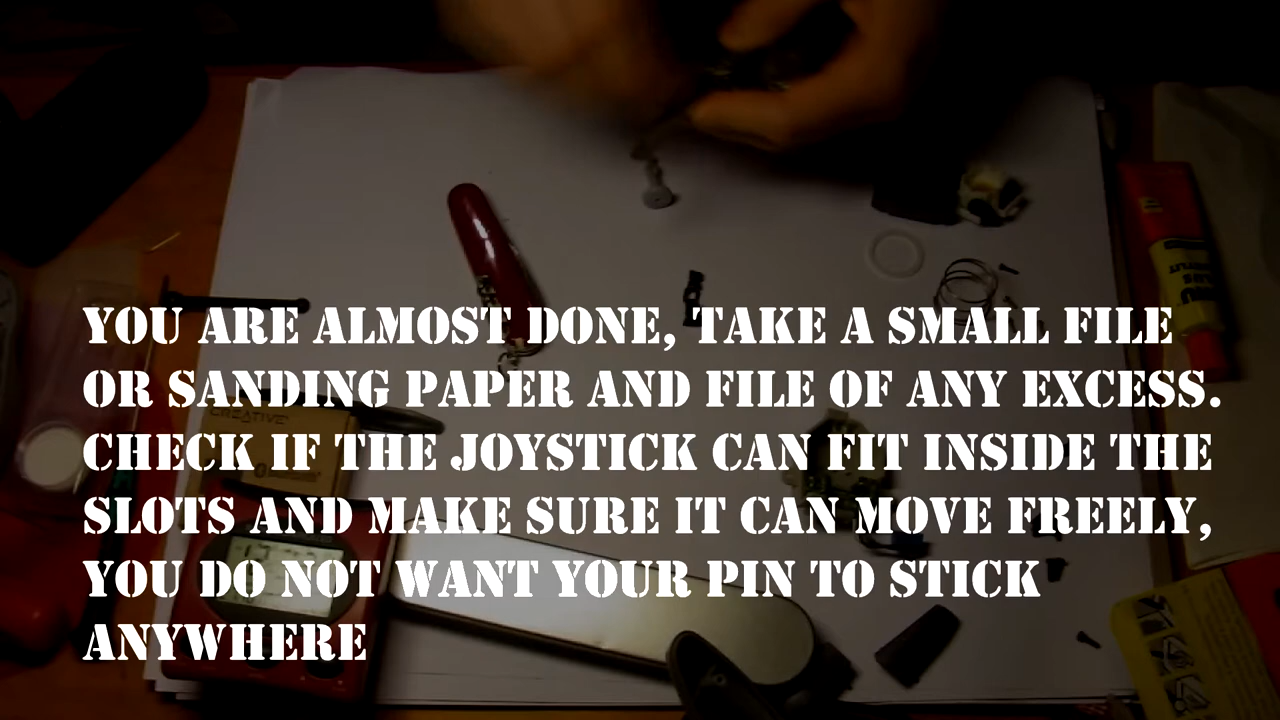 YOU ARE ALMOST DONE, TAKE A SMALL FILE
OR SANDING PAPER AND FILE OF ANY EXCESS.
CHECK IF THE JOYSTICK CAN FIT INSIDE THE
SLOTS AND MAKE SURE IT CAN MOVE FREELY,
YOU DO NOT WANT YOUR PIN TO STICK
ANYWHERE
CREATIVE